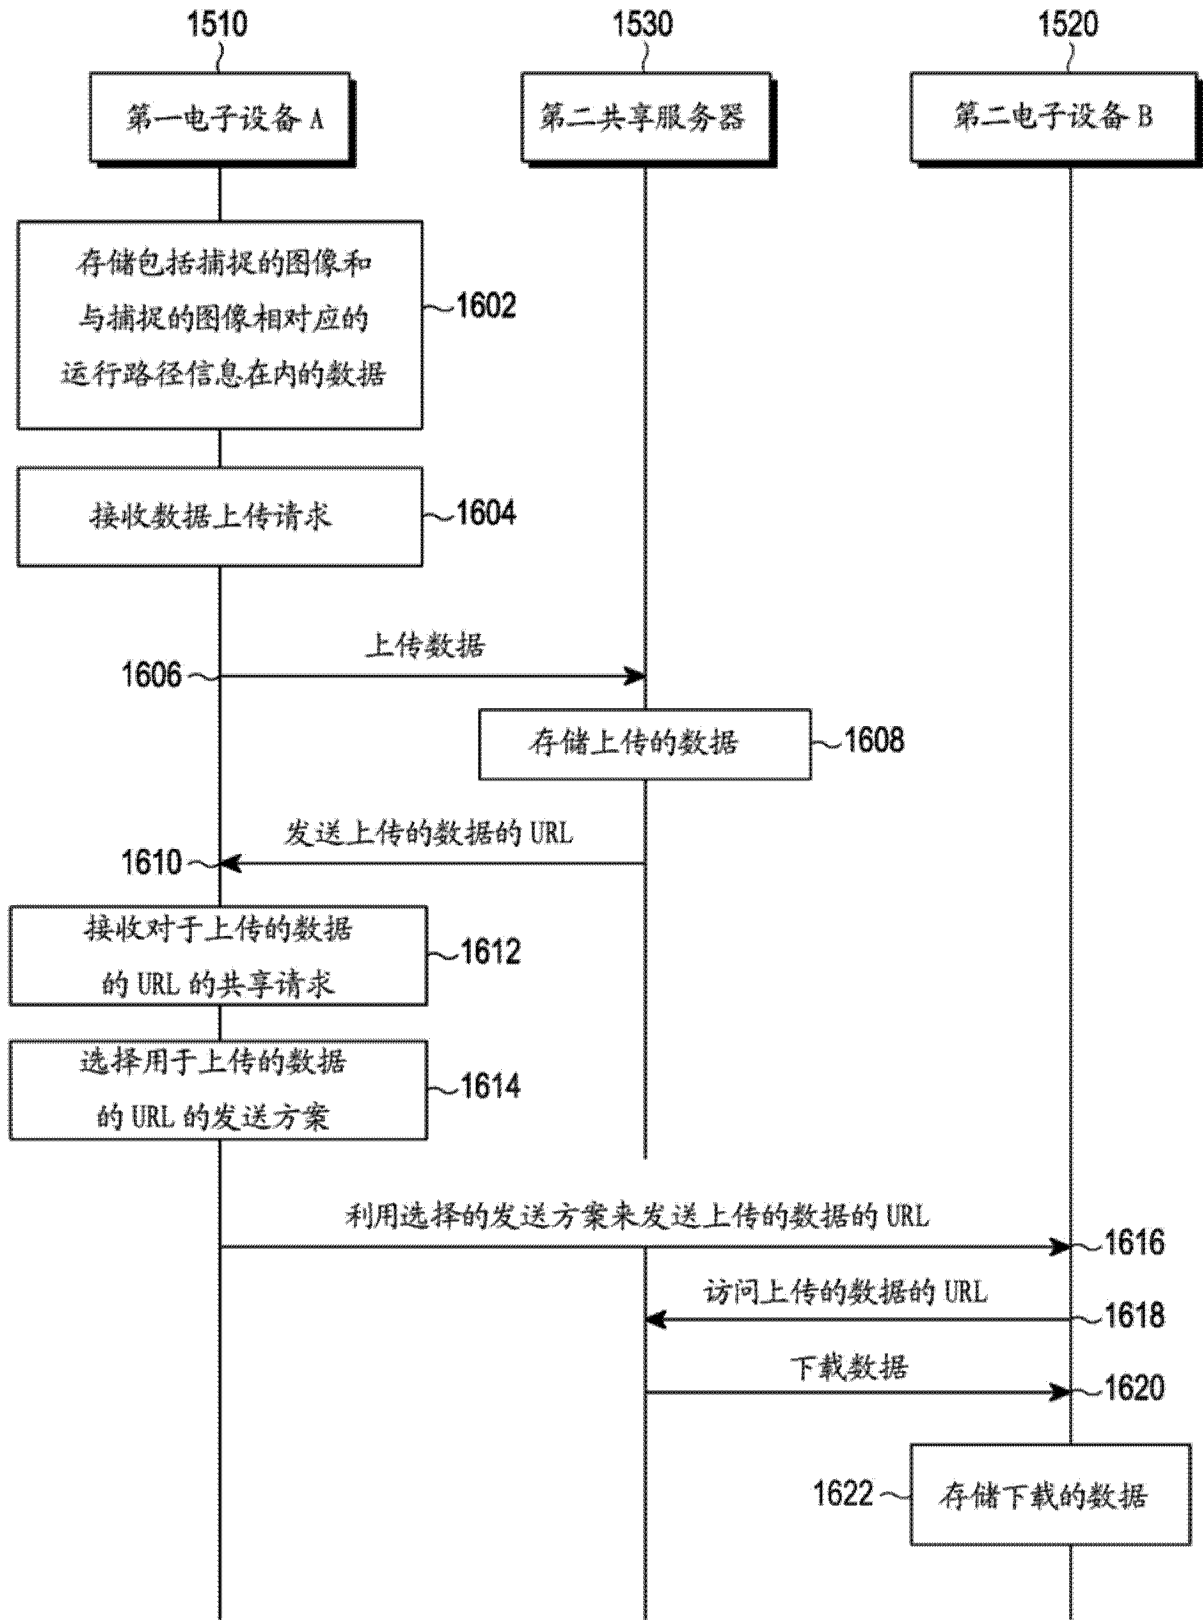 1510
1530
1520
第一电子设备 A
第二共享服务器
第二电子设备 B
存储包括捕捉的图像和
与捕捉的图像相对应的
运行路径信息在内的数据
1602
接收数据上传请求
1604
上传数据
1606
存储上传的数据
1608
发送上传的数据的 URL
1610
接收对于上传的数据
的 URL 的共享请求
1612
选择用于上传的数据
的 URL 的发送方案
1614
利用选择的发送方案来发送上传的数据的 URL
1616
访问上传的数据的 URL
1618
下载数据
1620
1622
存储下载的数据